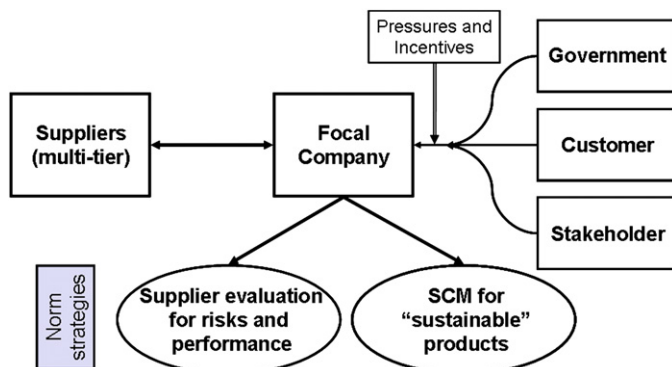 Pressures and
Incentives
Government
Suppliers
(multi-tier)
Focal
Company
Customer
Stakeholder
Norm
strategies
Supplier evaluation
for risks and
performance
SCM for
“sustainable”
products